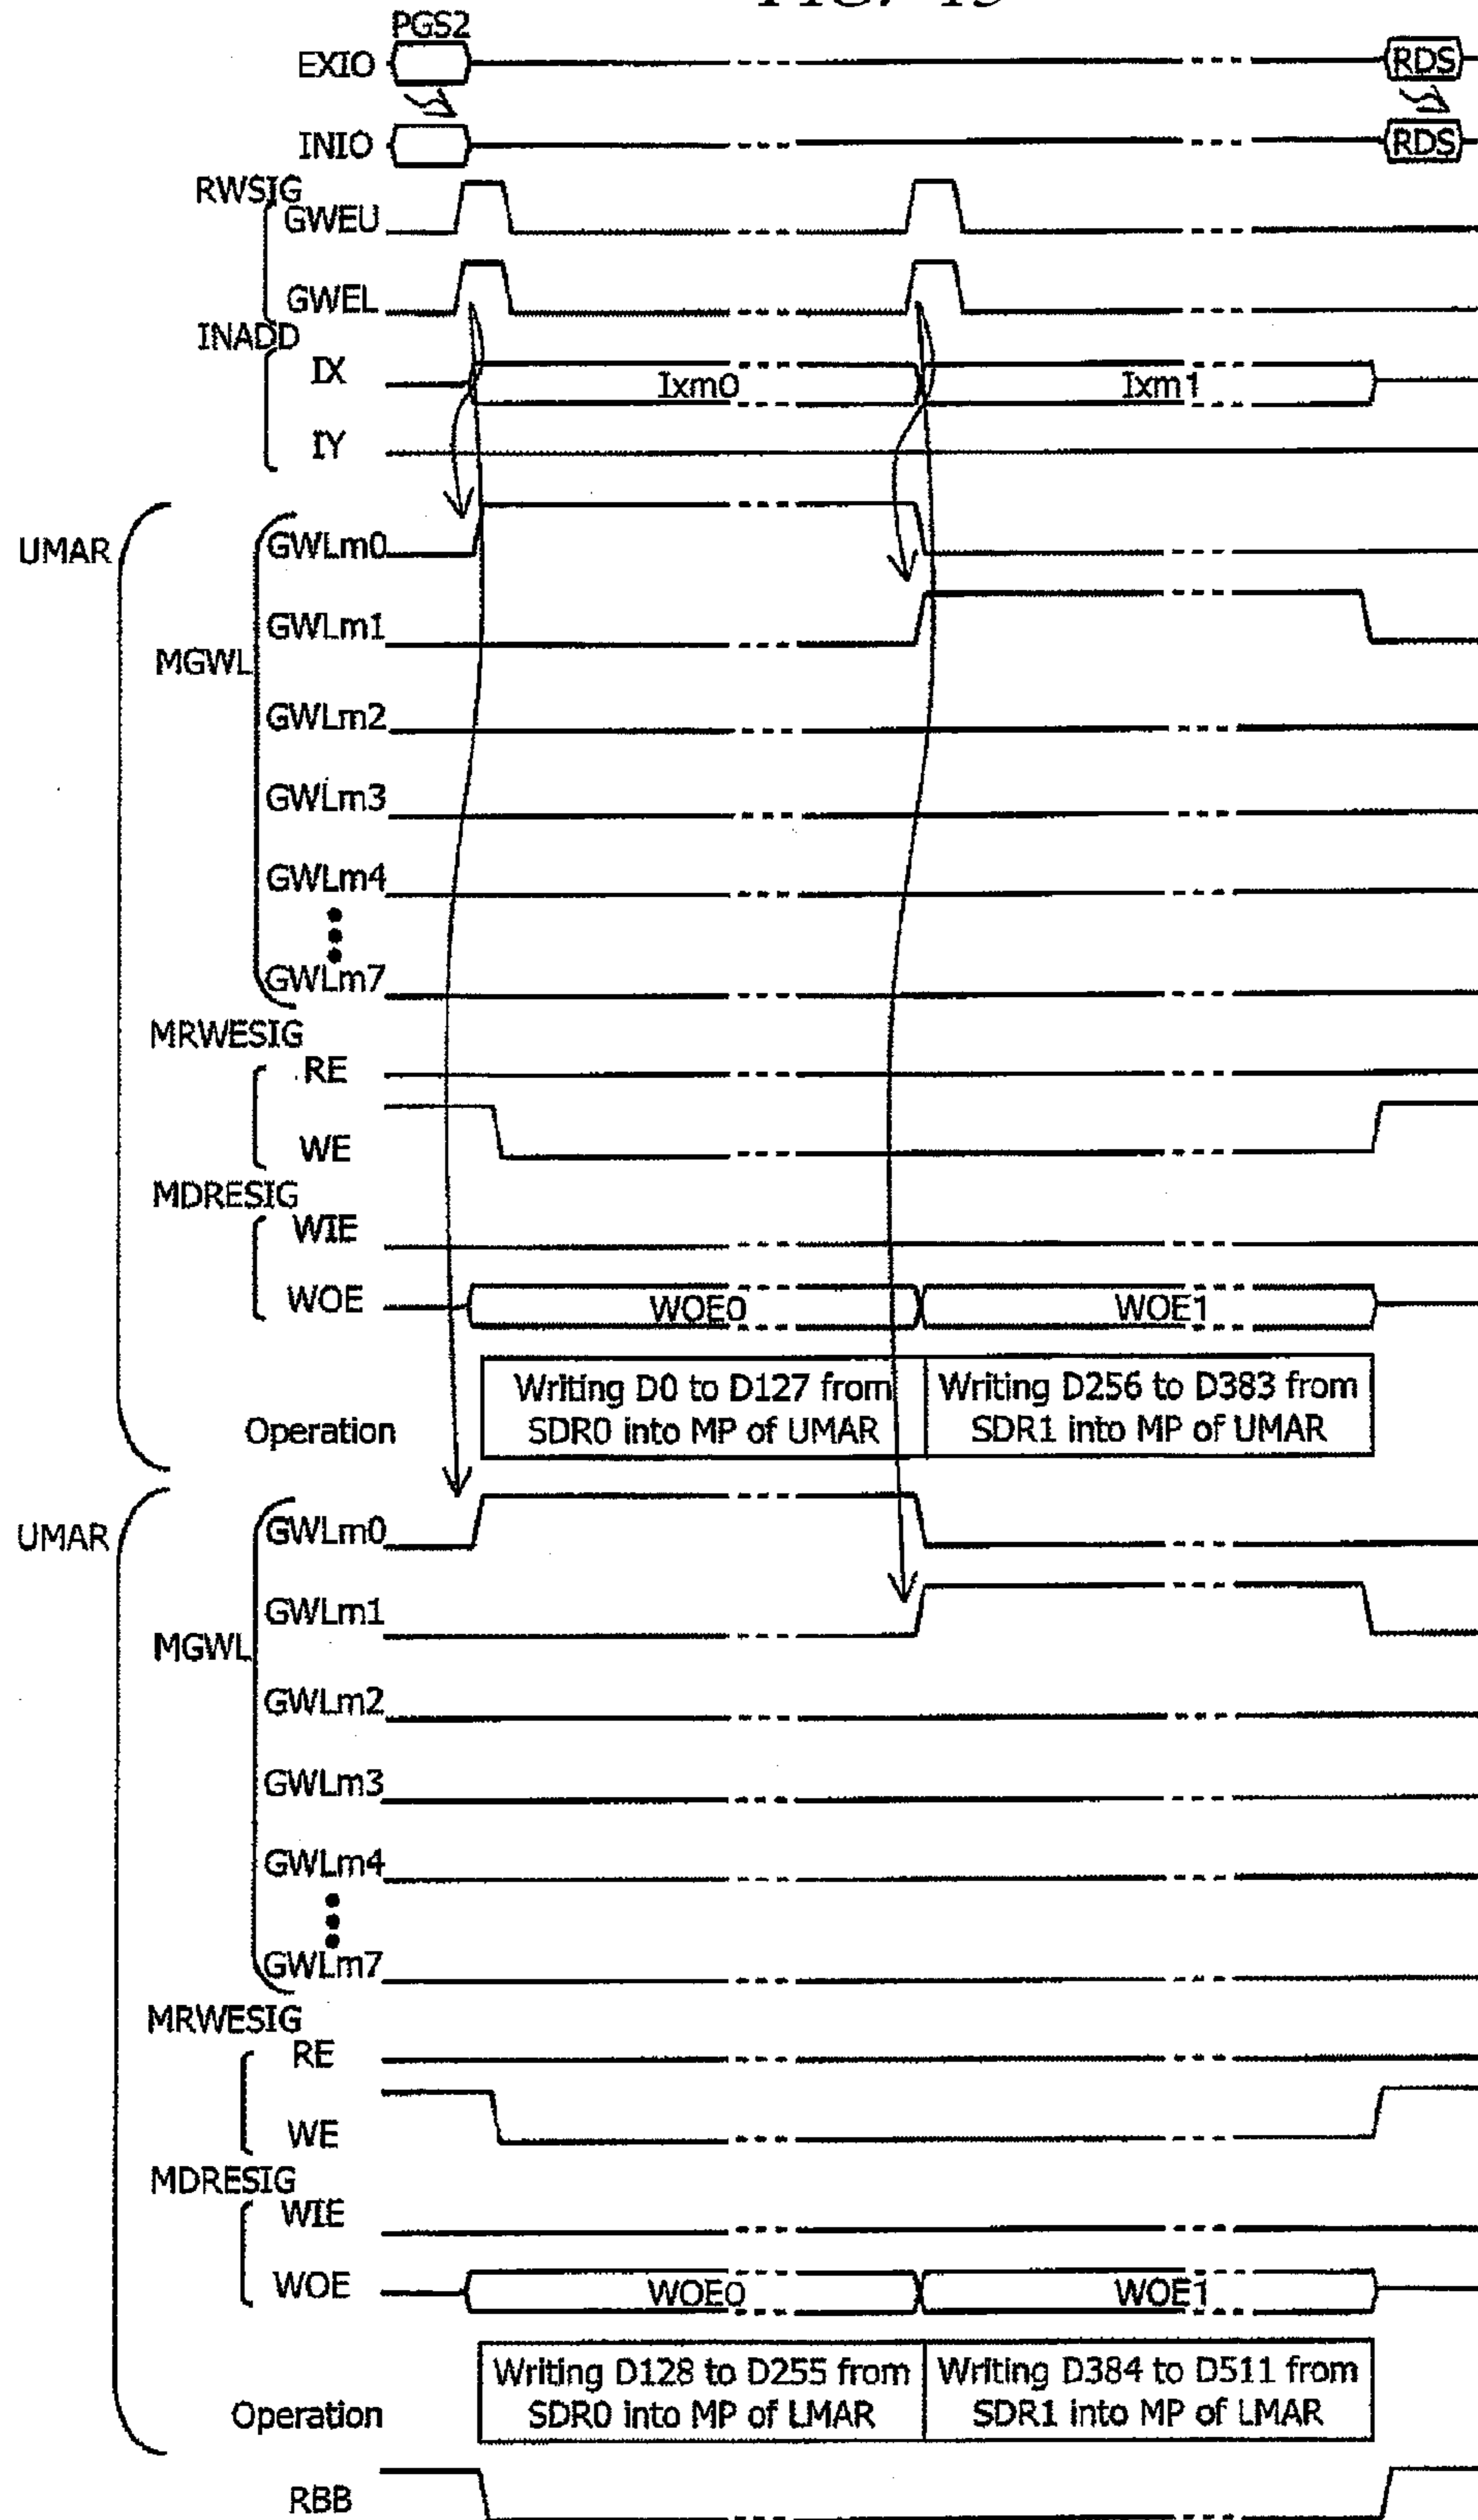 PGS2
EXIO
RDS
INIO
RDS
RWSIG
GWEU
GWEL
INADD
IX
Ixm0
Ixm1
IY
UMAR
GWLm0
GWLm1
MGWL
GWLm2
GWLm3
GWLm4
GWLm7
MRWESIG
RE
WE
MDRESIG
WIE
WOE
WOE0
WOE1
Operation
Writing D0 to D127 from
SDR0 into MP of UMAR
Writing D256 to D383 from
SDR1 into MP of UMAR
UMAR
GWLm0
GWLm1
MGWL
GWLm2
GWLm3
GWLm4
GWLm7
MRWESIG
RE
WE
MDRESIG
WIE
WOE
WOE0
WOE1
Operation
Writing D128 to D255 from
SDR0 into MP of LMAR
Writing D384 to D511 from
SDR1 into MP of LMAR
RBB